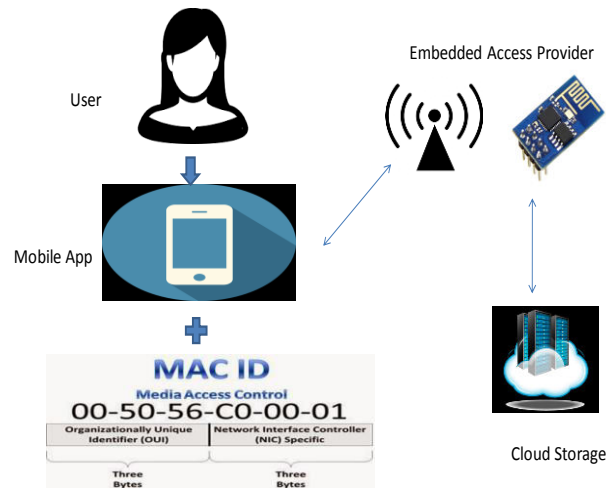 Embedded Access Provider
User
Mobile App
MAC ID
Media Access Control
00-50-56-C0-00-01
Organizationally Unique Identifier (OUI)
Network Interface Controller (NIC) Specific
Three Bytes
Three Bytes
Cloud Storage